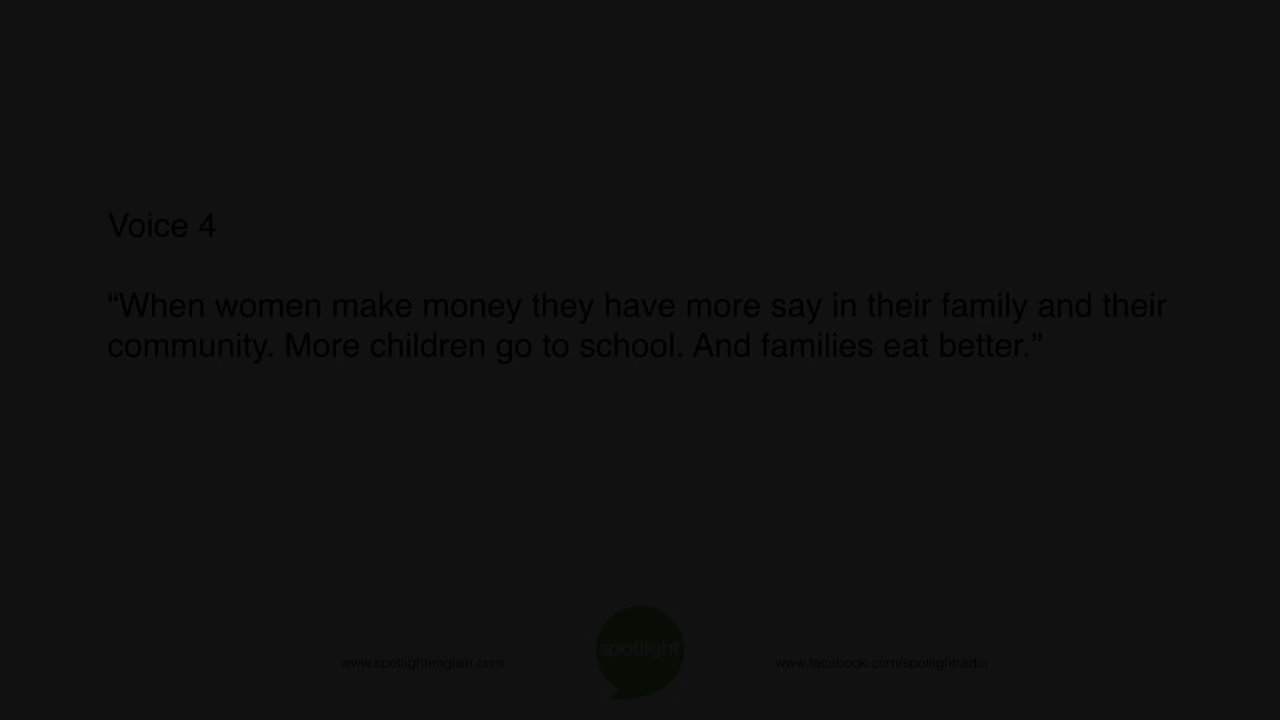 Voice 4
“When women make money they have more say in their family and their
community. More children go to school. And families eat better.”
spotlight
www.spotlightenglish.com
www.facebook.com/spotlightradio